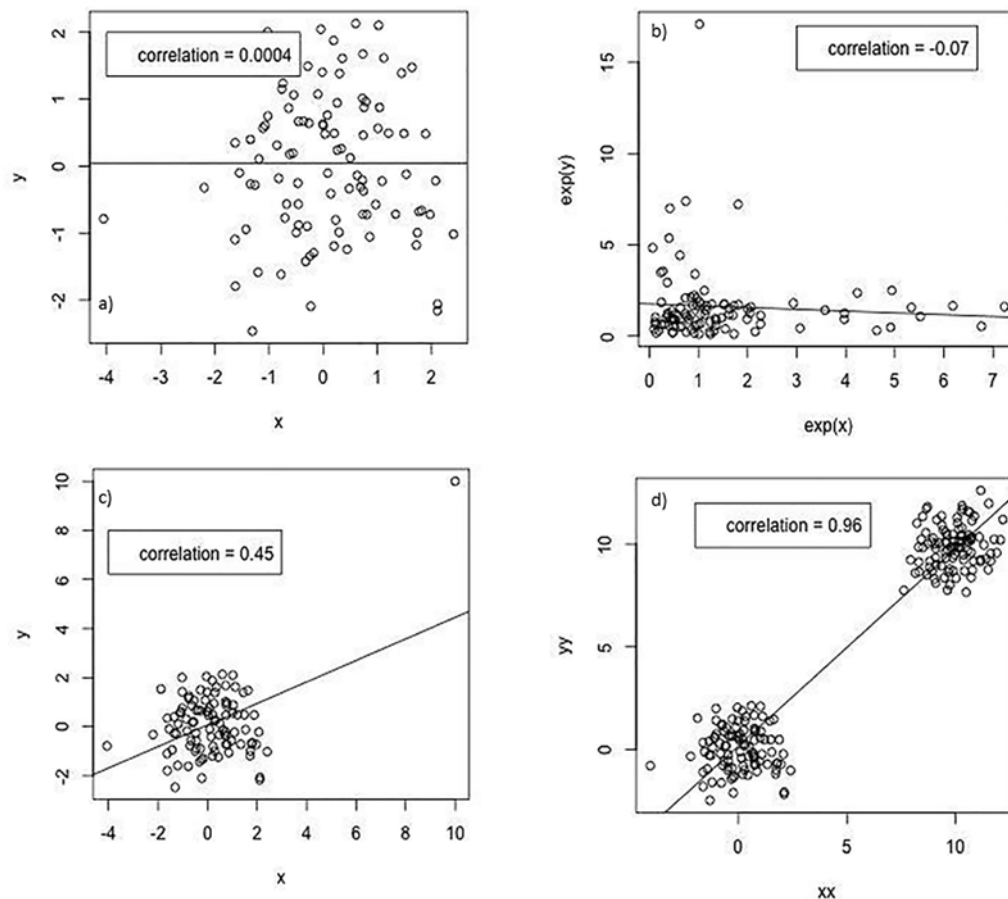 correlation = 0.0004
y
2
1
0
-1
-2
a)
-4 -3 -2 -1 0 1 2
x
b)
correlation = -0.07
exp(y)
15
10
5
0
0 1 2 3 4 5 6 7
exp(x)
c)
correlation = 0.45
y
10
8
6
4
2
0
-2
-4 -2 0 2 4 6 8 10
x
d)
correlation = 0.96
yy
10
5
0
0 5 10
xx